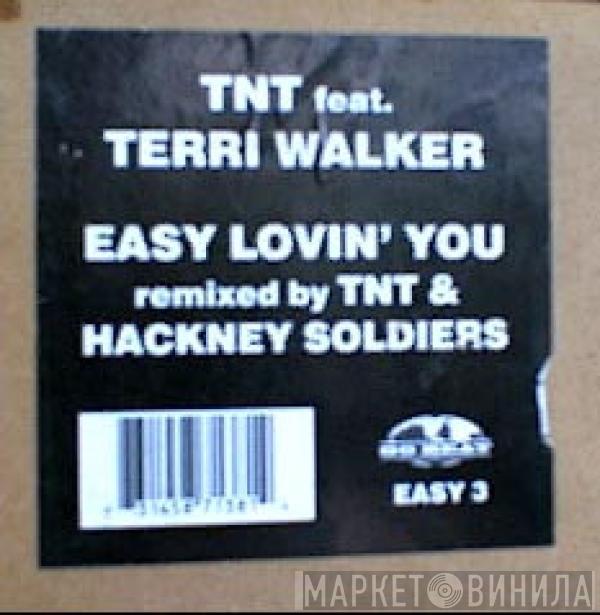 TNT feat.
TERRI WALKER
EASY LOVIN' YOU
remixed by TNT &
HACKNEY SOLDIERS
EASY 3
МАРКЕТ ВИНИЛА